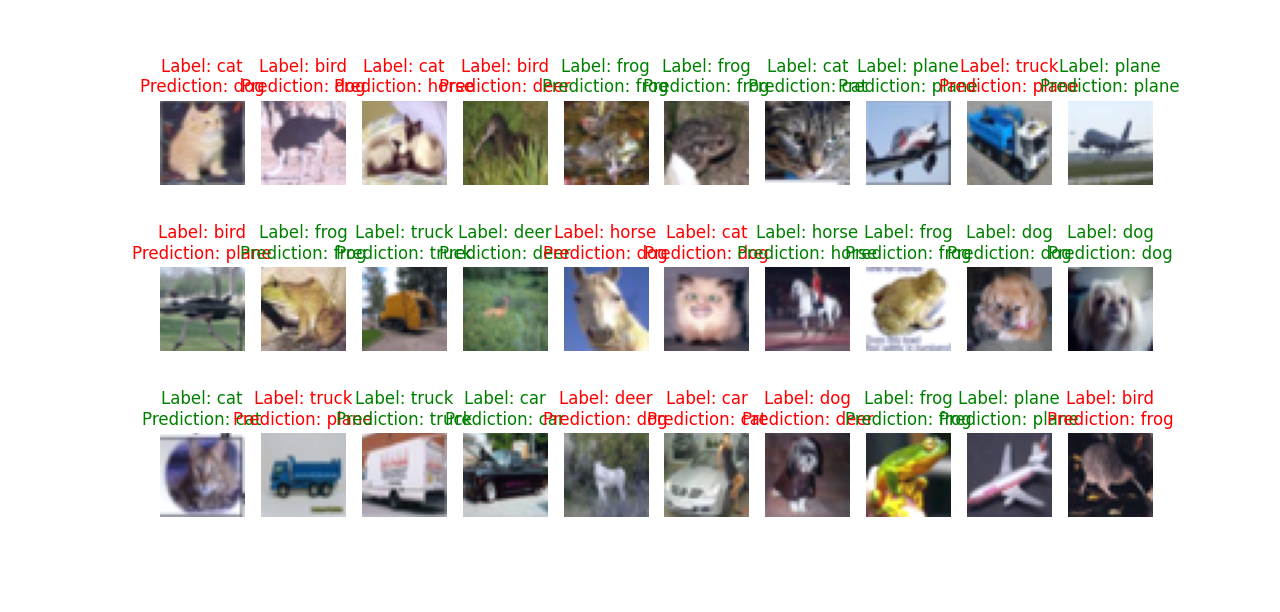 Label: cat
Prediction: dog
Label: bird
Prediction: dog
Label: cat
Prediction: horse
Label: bird
Prediction: deer
Label: frog
Prediction: frog
Label: frog
Prediction: frog
Label: cat
Prediction: cat
Label: plane
Prediction: plane
Label: truck
Prediction: plane
Label: plane
Prediction: plane
Label: bird
Prediction: plane
Label: frog
Prediction: frog
Label: truck
Prediction: truck
Label: deer
Prediction: deer
Label: horse
Prediction: dog
Label: cat
Prediction: dog
Label: horse
Prediction: horse
Label: frog
Prediction: frog
Label: dog
Prediction: dog
Label: dog
Prediction: dog
Label: cat
Prediction: cat
Label: truck
Prediction: plane
Label: truck
Prediction: truck
Label: car
Prediction: car
Label: deer
Prediction: dog
Label: car
Prediction: cat
Label: dog
Prediction: deer
Label: frog
Prediction: frog
Label: plane
Prediction: plane
Label: bird
Prediction: frog